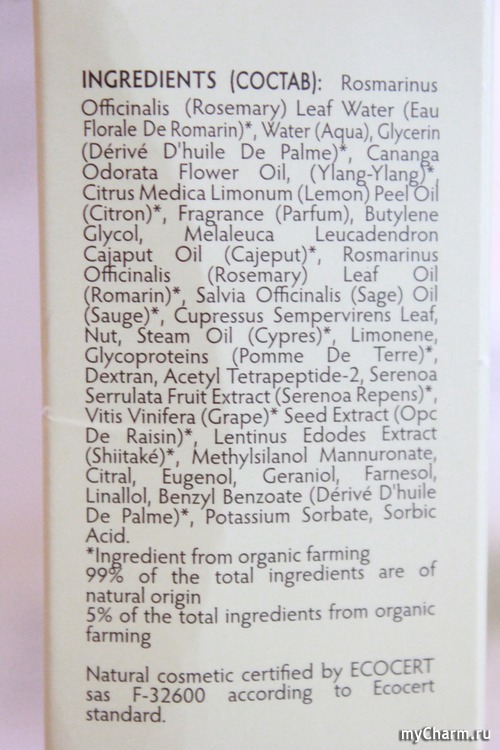 INGREDIENTS (СОСТАВ): Rosmarinus
Officinalis (Rosemary) Leaf Water (Eau
Florale De Romarin)*, Water (Aqua), Glycerin
(Dérivé D'huile De Palme)*, Cananga
Odorata Flower Oil, (Ylang-Ylang)*
Citrus Medica Limonum (Lemon) Peel Oil
(Citron)*, Fragrance (Parfum), Butylene
Glycol, Melaleuca Leucadendron
Cajaput Oil (Cajeput)*, Rosmarinus
Officinalis (Rosemary) Leaf Oil
(Romarin)*, Salvia Officinalis (Sage) Oil
(Sauge)*, Cupressus Sempervirens Leaf,
Nut, Steam Oil (Cypres)*, Limonene,
Glycoproteins (Pomme De Terre)*,
Dextran, Acetyl Tetrapeptide-2, Serenoa
Serrulata Fruit Extract (Serenoa Repens)*,
Vitis Vinifera (Grape)* Seed Extract (Opc
De Raisin)*, Lentinus Edodes Extract
(Shiitaké)*, Methylsilanol Mannuronate,
Citral, Eugenol, Geraniol, Farnesol,
Linallol, Benzyl Benzoate (Dérivé D'huile
De Palme)*, Potassium Sorbate, Sorbic
Acid.
*Ingredient from organic farming
99% of the total ingredients are of
natural origin
5% of the total ingredients from organic
farming
Natural cosmetic certified by ECOCERT
sas F-32600 according to Ecocert
standard.
myCharm.ru